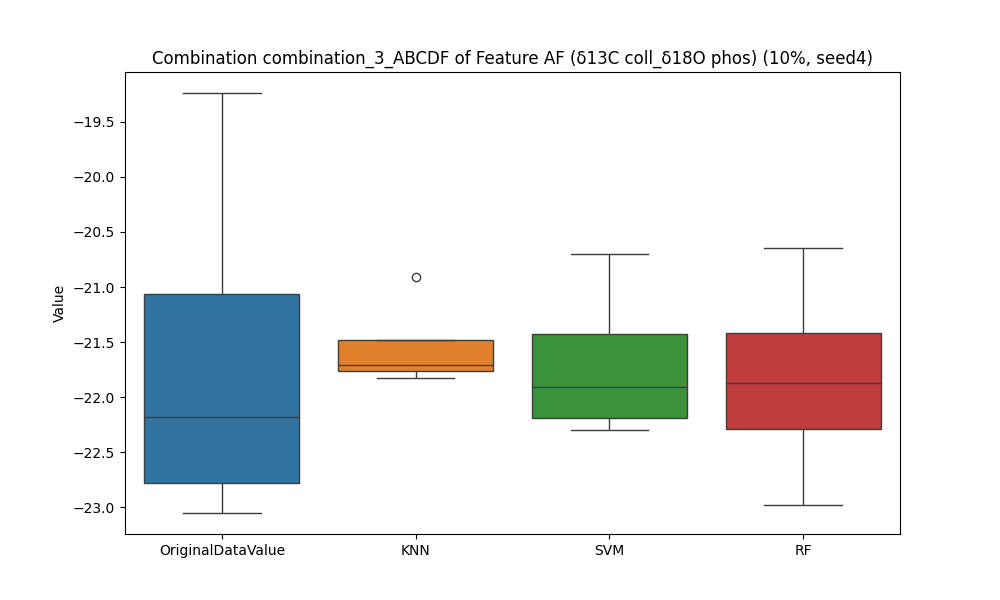 Combination combination_3_ABCDF of Feature AF (δ13C coll_δ18O phos) (10%, seed4)
Value
−19.5
−20.0
−20.5
−21.0
−21.5
−22.0
−22.5
−23.0
OriginalDataValue
KNN
SVM
RF